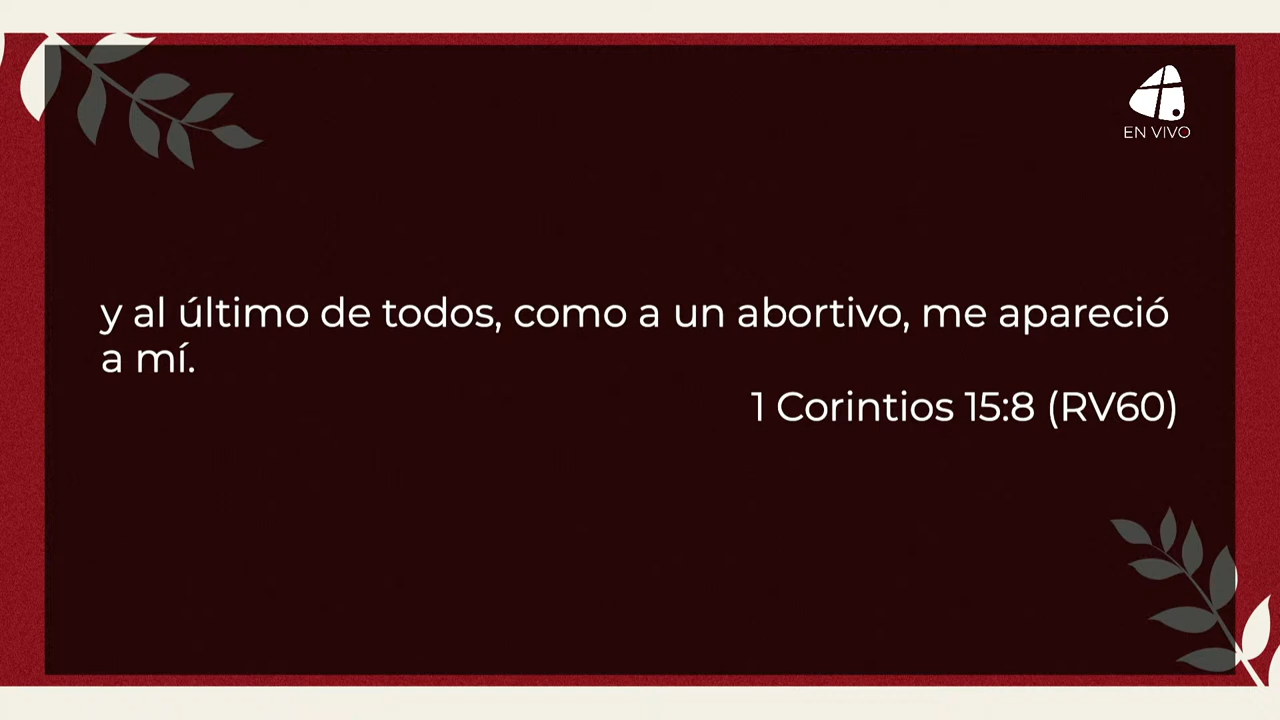 EN VIVO
y al último de todos, como a un abortivo, me apareció
a mí.
1 Corintios 15:8 (RV60)